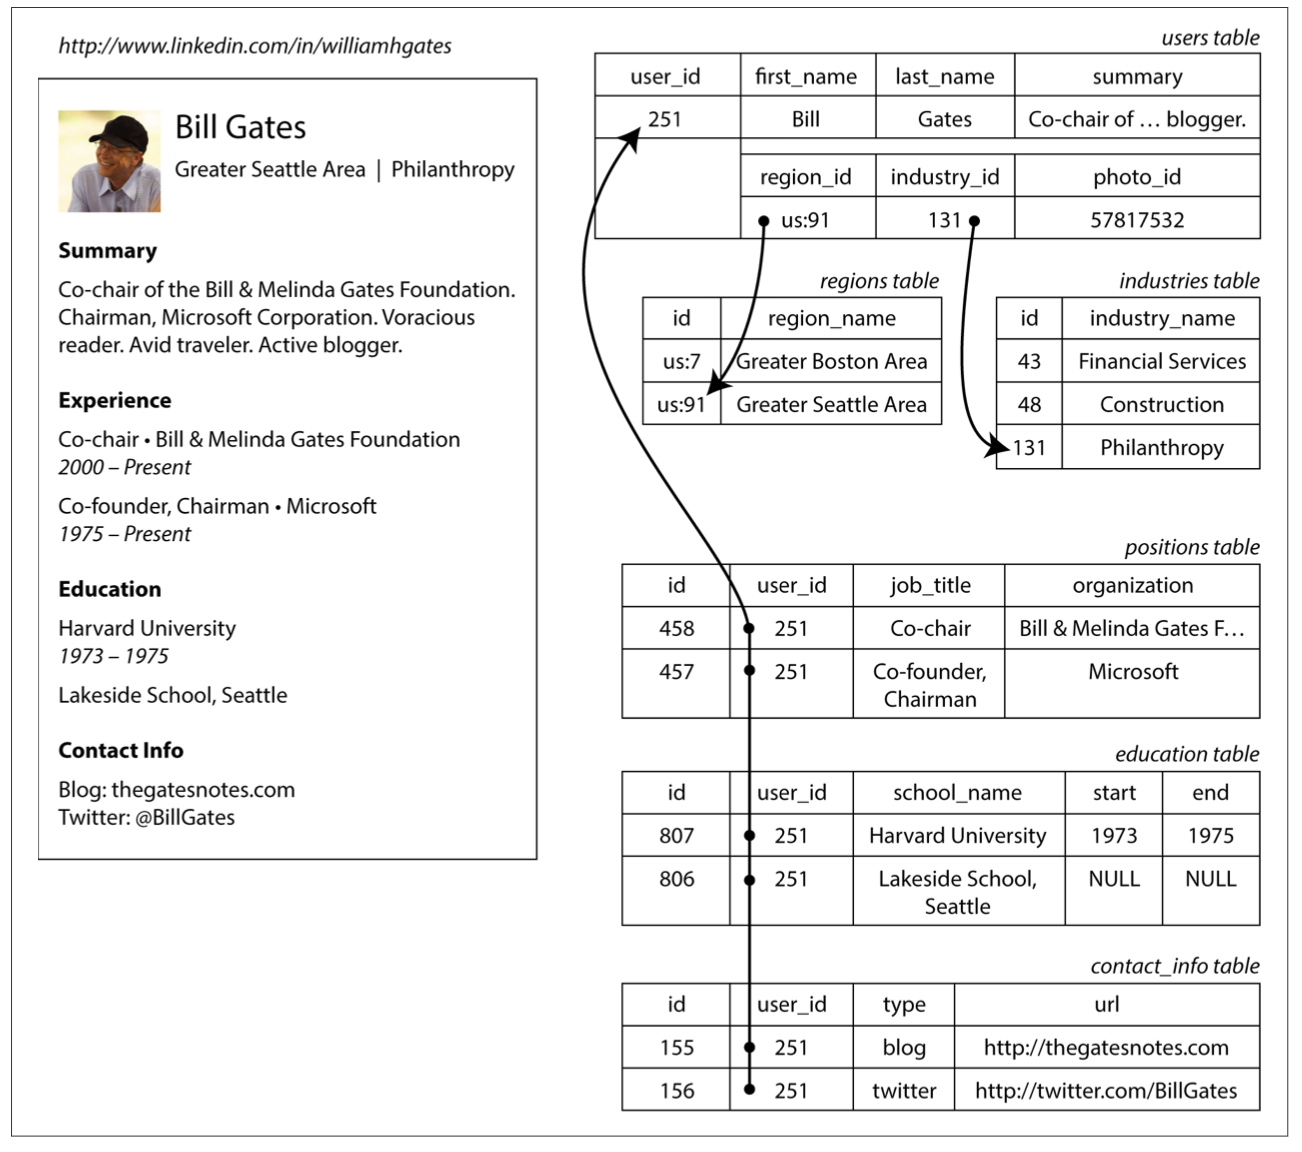 http://www.linkedin.com/in/williamhgates
Bill Gates
Greater Seattle Area | Philanthropy
Summary
Co-chair of the Bill & Melinda Gates Foundation.
Chairman, Microsoft Corporation. Voracious
reader. Avid traveler. Active blogger.
Experience
Co-chair • Bill & Melinda Gates Foundation
2000 – Present
Co-founder, Chairman • Microsoft
1975 – Present
Education
Harvard University
1973 – 1975
Lakeside School, Seattle
Contact Info
Blog: thegatesnotes.com
Twitter: @BillGates
users table
user_id first_name last_name summary
251 Bill Gates Co-chair of … blogger.
region_id industry_id photo_id
us:91 131 57817532
regions table
id region_name
us:7 Greater Boston Area
us:91 Greater Seattle Area
industries table
id industry_name
43 Financial Services
48 Construction
131 Philanthropy
positions table
id user_id job_title organization
458 251 Co-chair Bill & Melinda Gates F…
457 251 Co-founder, Microsoft
Chairman
education table
id user_id school_name start end
807 251 Harvard University 1973 1975
806 251 Lakeside School, NULL NULL
Seattle
contact_info table
id user_id type url
155 251 blog http://thegatesnotes.com
156 251 twitter http://twitter.com/BillGates